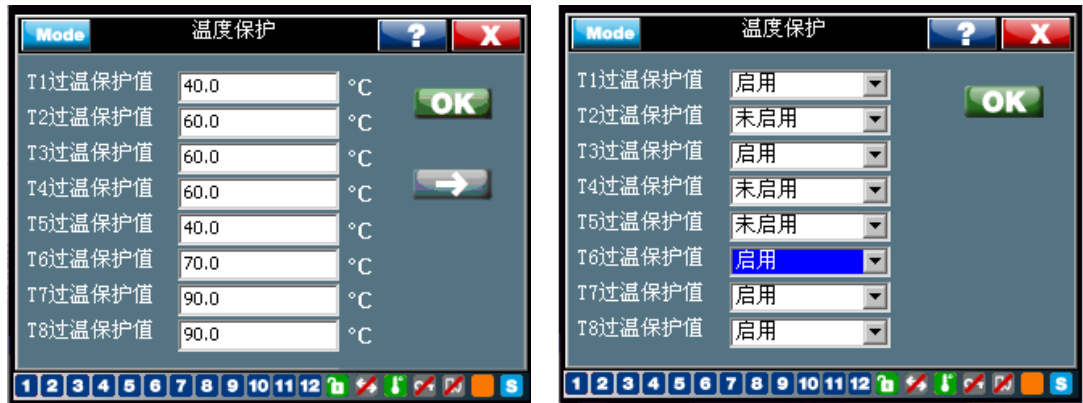 Mode 温度保护 ? X
T1过温保护值 40.0 °C OK
T2过温保护值 60.0 °C
T3过温保护值 60.0 °C
T4过温保护值 60.0 °C
T5过温保护值 40.0 °C
T6过温保护值 70.0 °C
T7过温保护值 90.0 °C
T8过温保护值 90.0 °C
1 2 3 4 5 6 7 8 9 10 11 12 S
Mode 温度保护 ? X
T1过温保护值 启用 OK
T2过温保护值 未启用
T3过温保护值 启用
T4过温保护值 未启用
T5过温保护值 未启用
T6过温保护值 启用
T7过温保护值 启用
T8过温保护值 启用
1 2 3 4 5 6 7 8 9 10 11 12 S